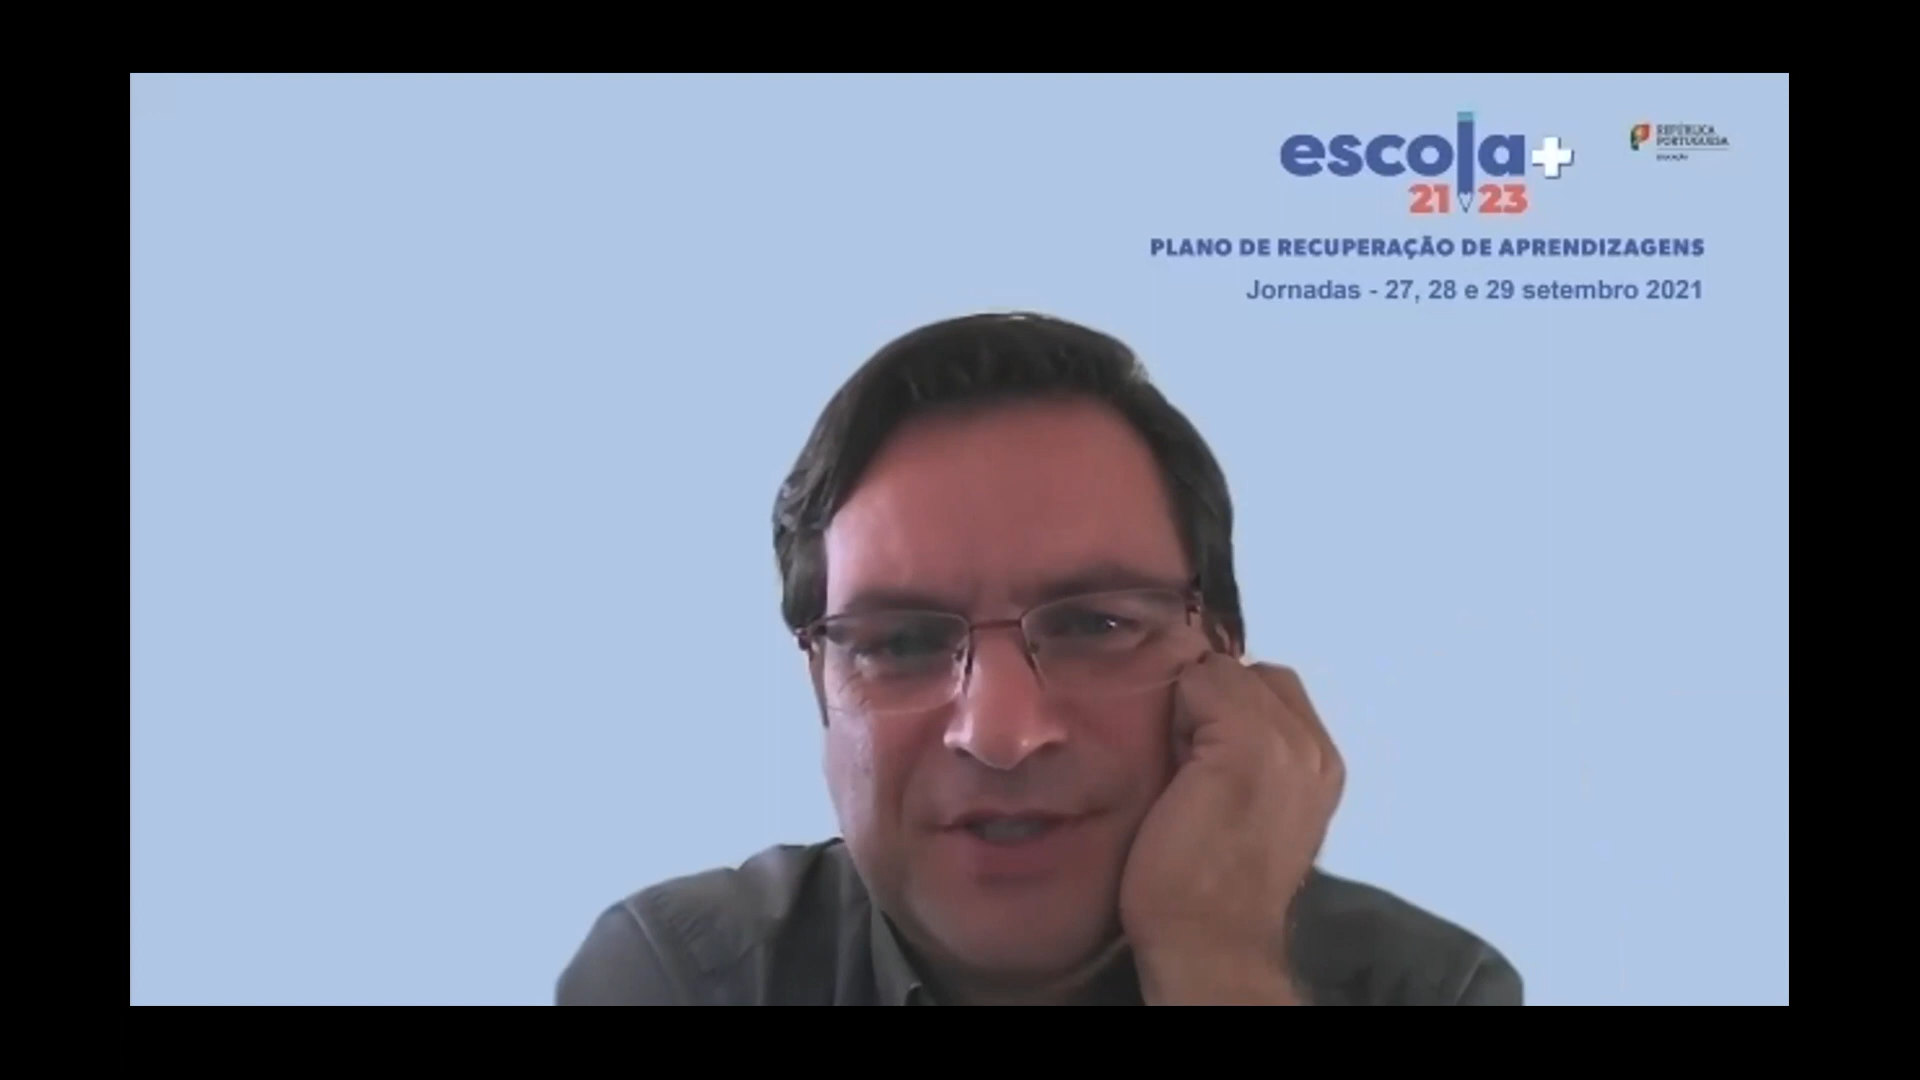 escola+
21 23
REPÚBLICA
PORTUGUESA
PLANO DE RECUPERAÇÃO DE APRENDIZAGENS
Jornadas - 27, 28 e 29 setembro 2021